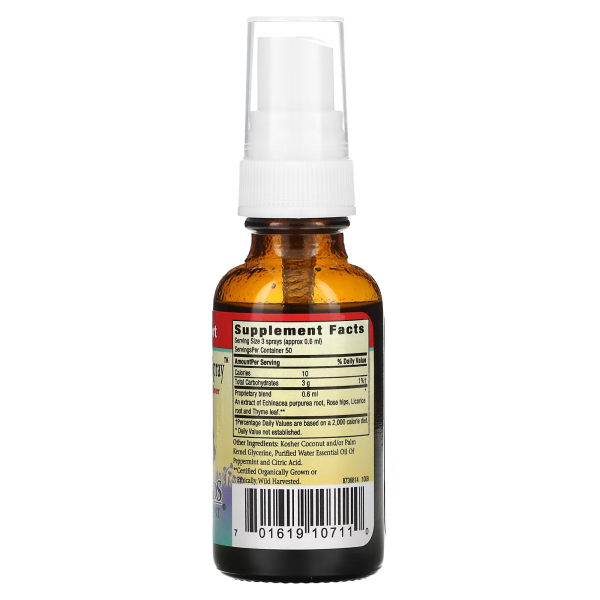 Supplement Facts
Serving Size 3 sprays (approx 0.6 ml)
ServingsPer Container 50
AmountPer Serving % Daily Value
Calories 10
Total Carbohydrates 3 g 1%†
Proprietary blend 0.6 ml *
An extract of Echinacea purpurea root, Rose hips, Licorice
root and Thyme leaf.**
†Percentage Daily Values are based on a 2,000 calorie diet.
* Daily Value not established.
Other Ingredients: Kosher Coconut and/or Palm
Kernel Glycerine, Purified Water Essential Oil Of
Peppermint and Citric Acid.
**Certified Organically Grown or
Ethically Wild Harvested.
7 01619 10711 0